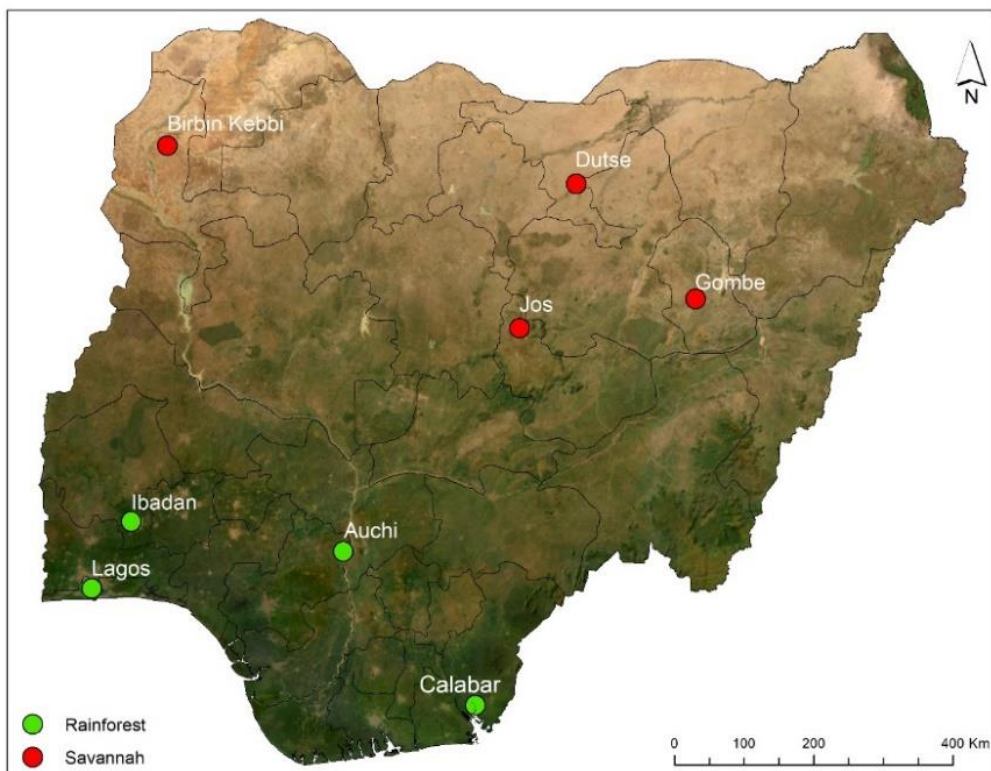 N
Birbin Kebbi
Dutse
Gombe
Jos
Ibadan
Auchi
Lagos
Calabar
Rainforest
Savannah
0 100 200 400 Km